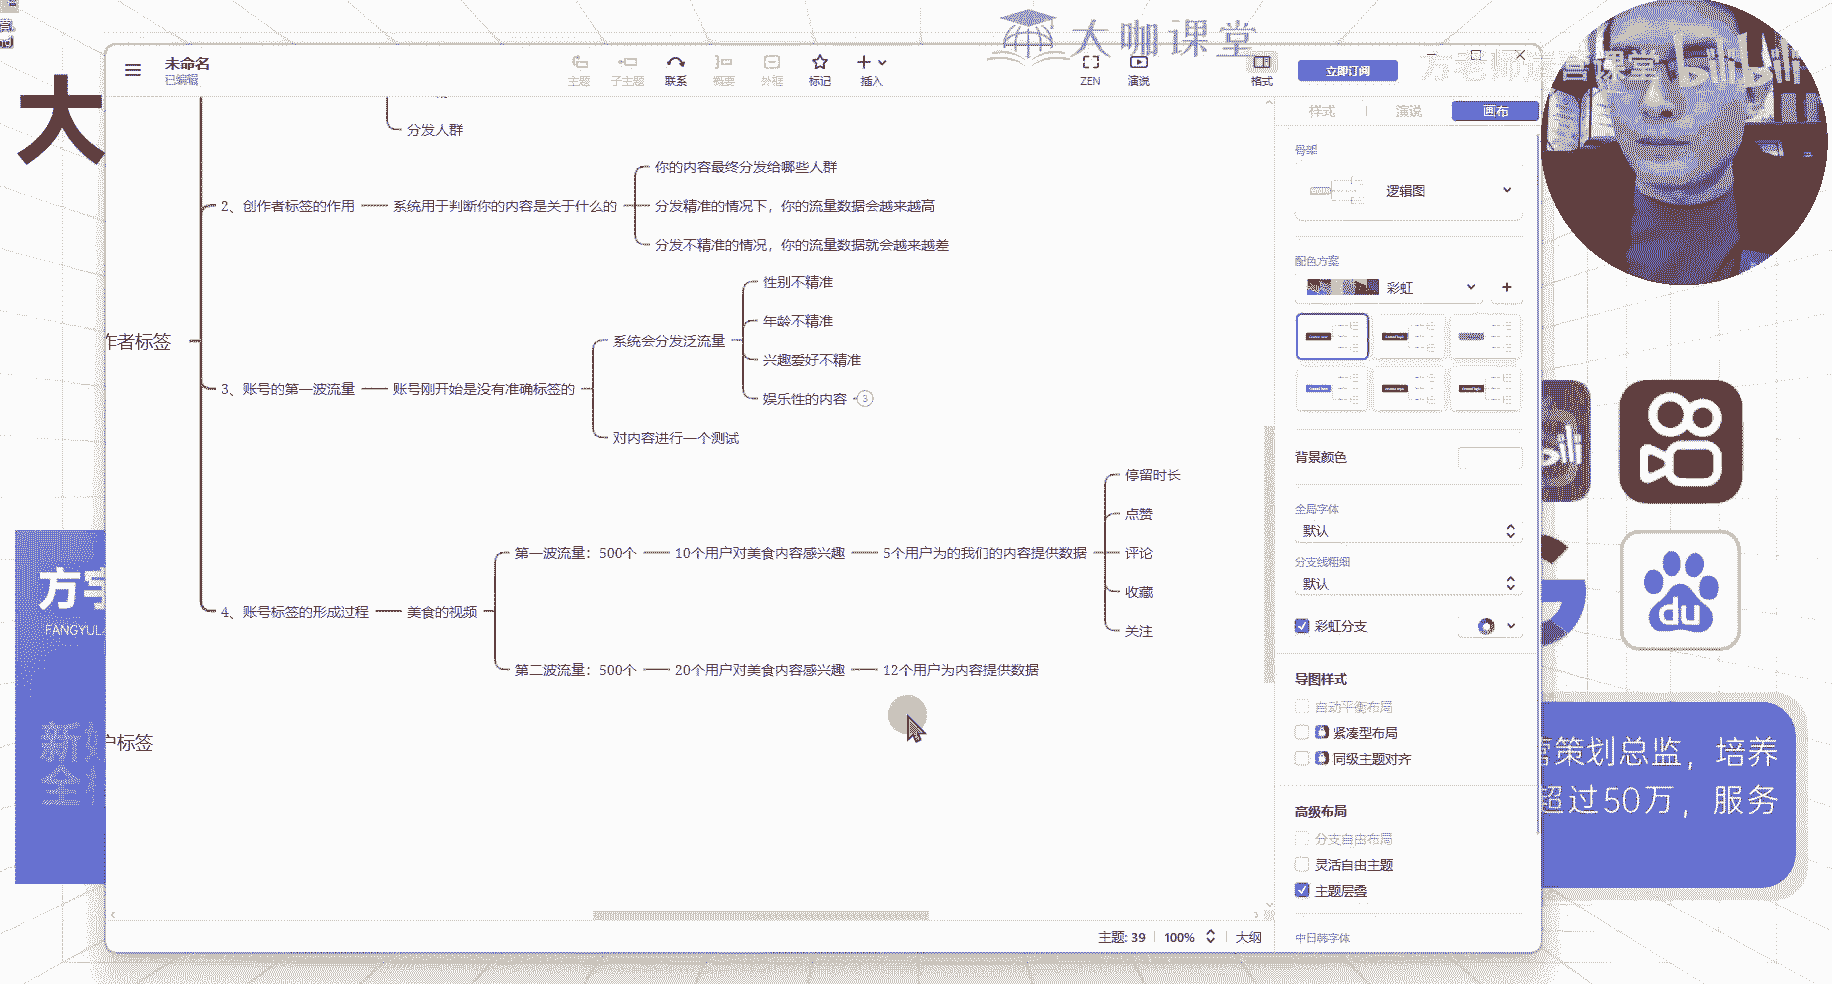 大咖课堂
方老师
课堂 bilibili
未命名
已编辑
主题
子主题
联系
概要
外框
标记
插入
ZEN
演说
格式
立即订阅
大
样式
演说
画布
分发人群
2、创作者标签的作用
系统用于判断你的内容是关于什么的
你的内容最终分发给哪些人群
分发精准的情况下，你的流量数据会越来越高
分发不精准的情况，你的流量数据就会越来越差
作者标签
3、账号的第一波流量
账号刚开始是没有准确标签的
系统会分发泛流量
性别不精准
年龄不精准
兴趣爱好不精准
娱乐性的内容
3
对内容进行一个测试
4、账号标签的形成过程
美食的视频
第一波流量：500个
10个用户对美食内容感兴趣
5个用户为的我们的内容提供数据
停留时长
点赞
评论
收藏
关注
第二波流量：500个
20个用户对美食内容感兴趣
12个用户为内容提供数据
户标签
骨架
逻辑图
配色方案
彩虹
背景颜色
全局字体
默认
分支线粗细
默认
彩虹分支
导图样式
自动平衡布局
紧凑型布局
同级主题对齐
高级布局
分支自由布局
灵活自由主题
主题层叠
中日韩字体
主题: 39
100%
大纲
方宇
FANGYUL
新
全
du
营策划总监，培养
超过50万，服务